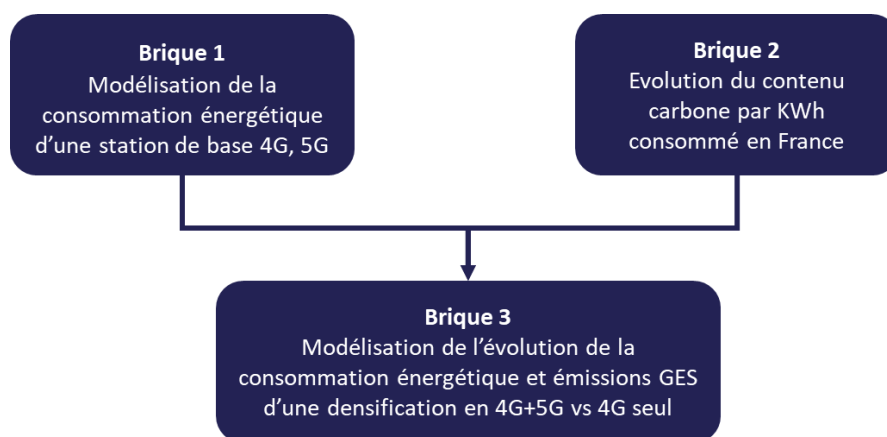 Brique 1
Modélisation de la
consommation énergétique
d'une station de base 4G, 5G
Brique 2
Evolution du contenu
carbone par KWh
consommé en France
Brique 3
Modélisation de l'évolution de la
consommation énergétique et émissions GES
d'une densification en 4G+5G vs 4G seul